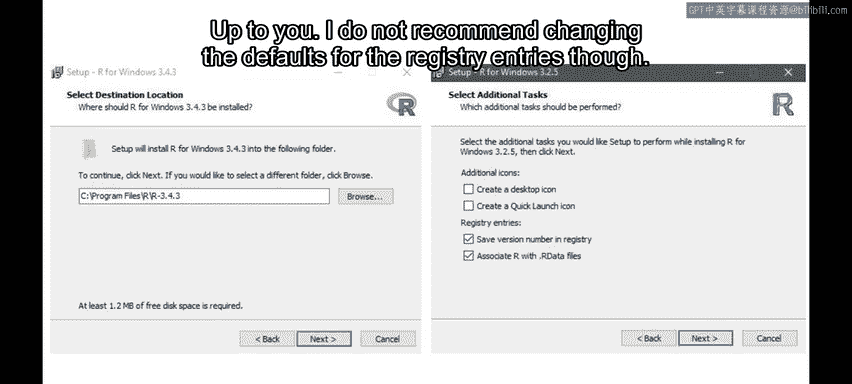 GPT中英字幕课程资源@bilibili.com
Up to you. I do not recommend changing
the defaults for the registry entries though.
Setup - R for Windows 3.4.3
Select Destination Location
Where should R for Windows 3.4.3 be installed?
R
Setup will install R for Windows 3.4.3 into the following folder.
To continue, click Next. If you would like to select a different folder, click Browse.
C:\Program Files\R\R-3.4.3
Browse...
At least 1.2 MB of free disk space is required.
< Back
Next >
Cancel
Setup - R for Windows 3.2.5
Select Additional Tasks
Which additional tasks should be performed?
R
Select the additional tasks you would like Setup to perform while installing R for
Windows 3.2.5, then click Next.
Additional icons:
Create a desktop icon
Create a Quick Launch icon
Registry entries:
Save version number in registry
Associate R with .RData files
< Back
Next >
Cancel